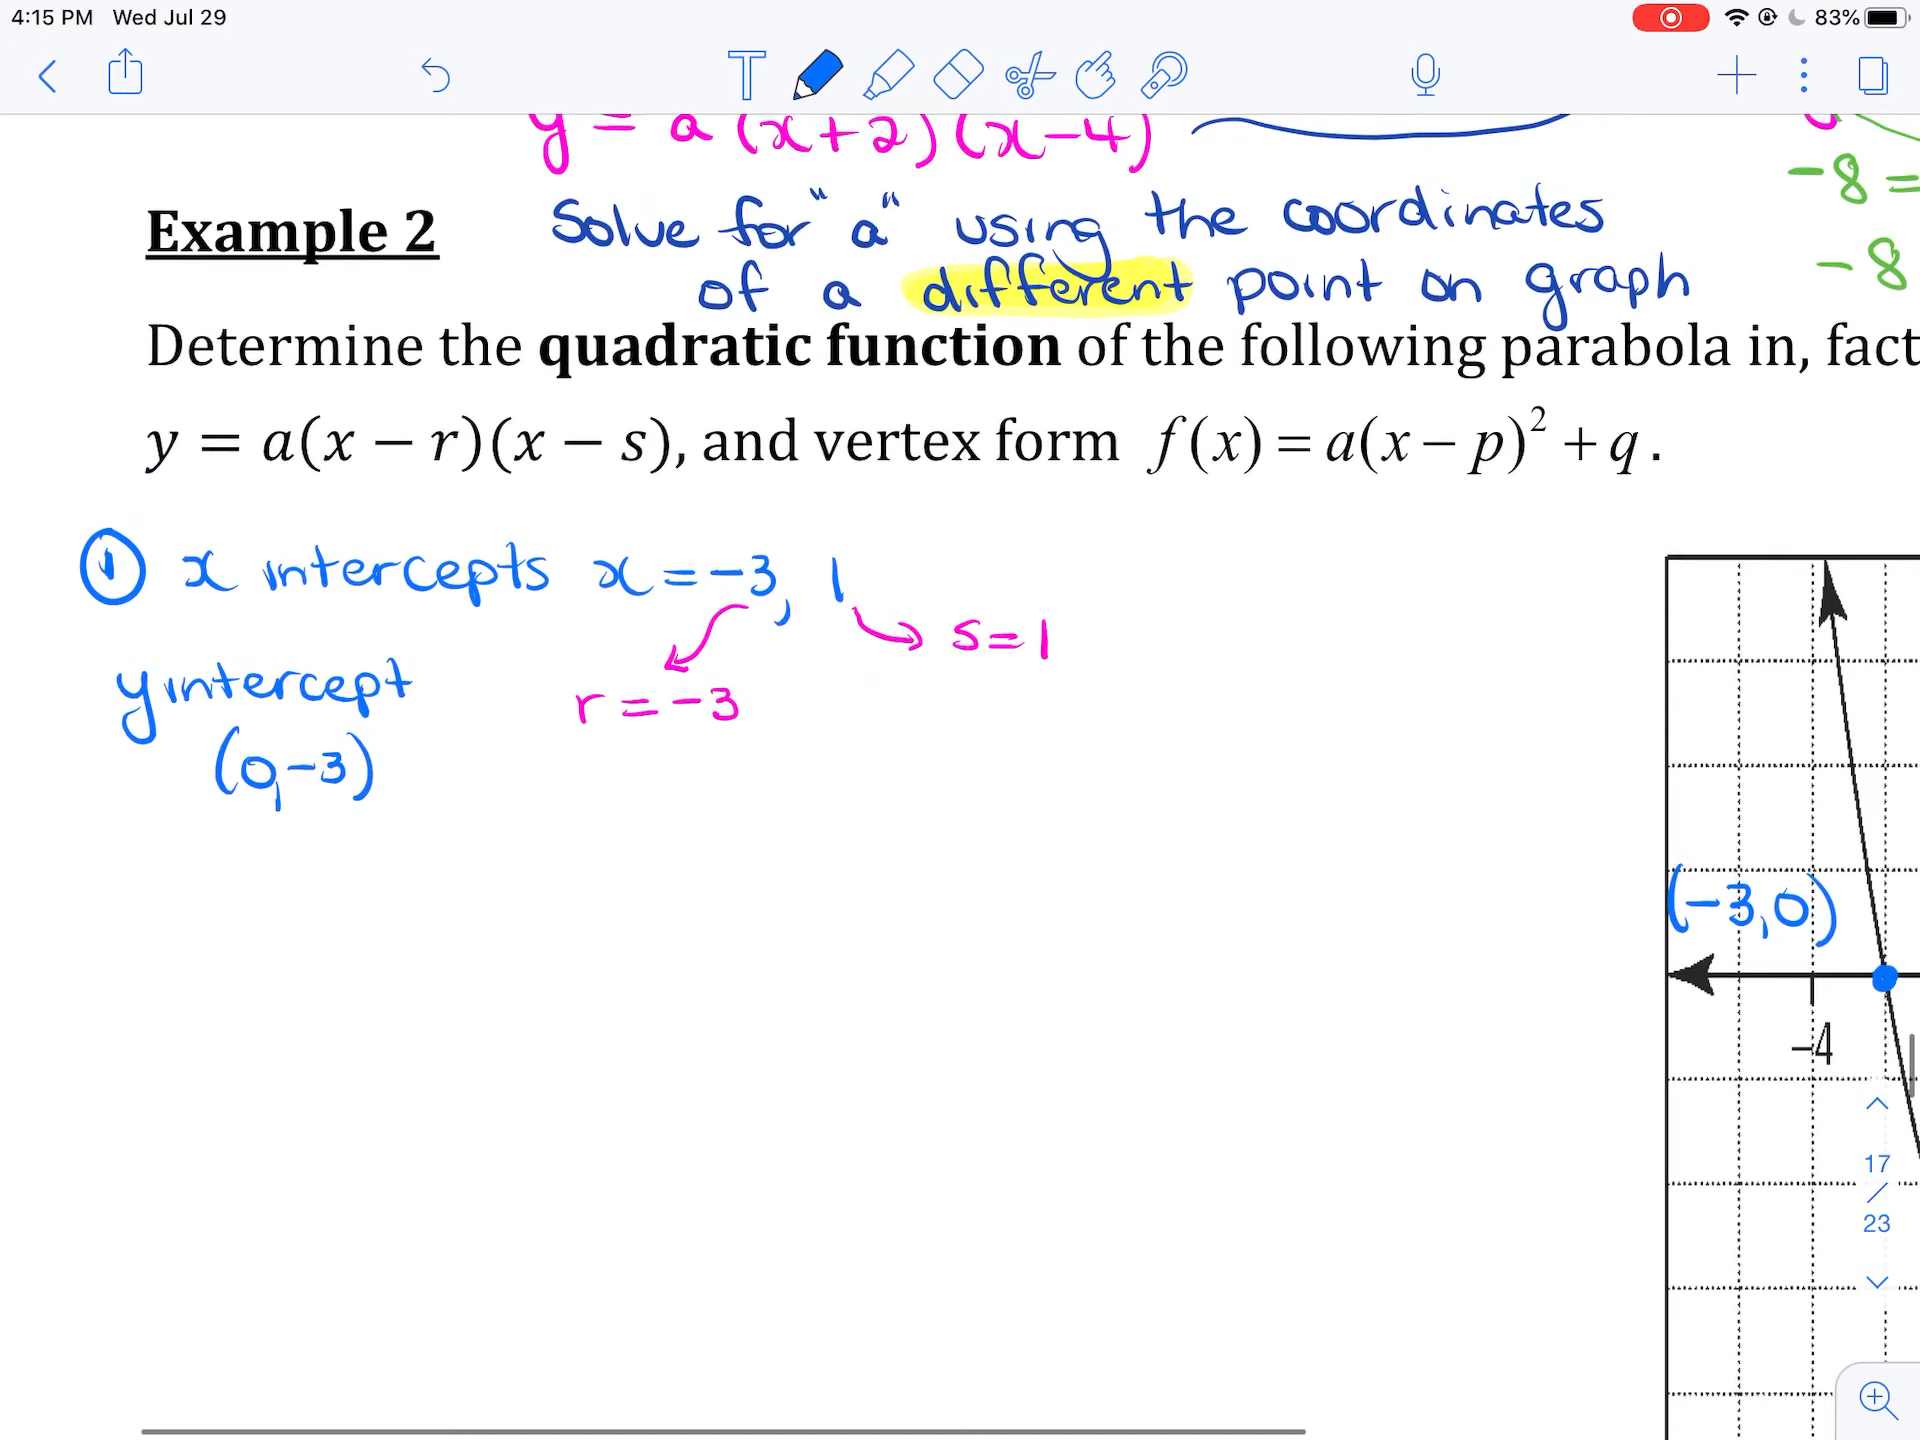 4:15 PM Wed Jul 29
83%
y = a (x+2)(x-4)
-8 =
Example 2
Solve for "a" using the coordinates
-8
of a different point on graph
Determine the quadratic function of the following parabola in, fact
y = a(x − r)(x − s), and vertex form f(x) = a(x − p)² + q .
① x intercepts x = -3, 1
s = 1
y intercept
r = -3
(0,-3)
(-3,0)
-4
17
/
23